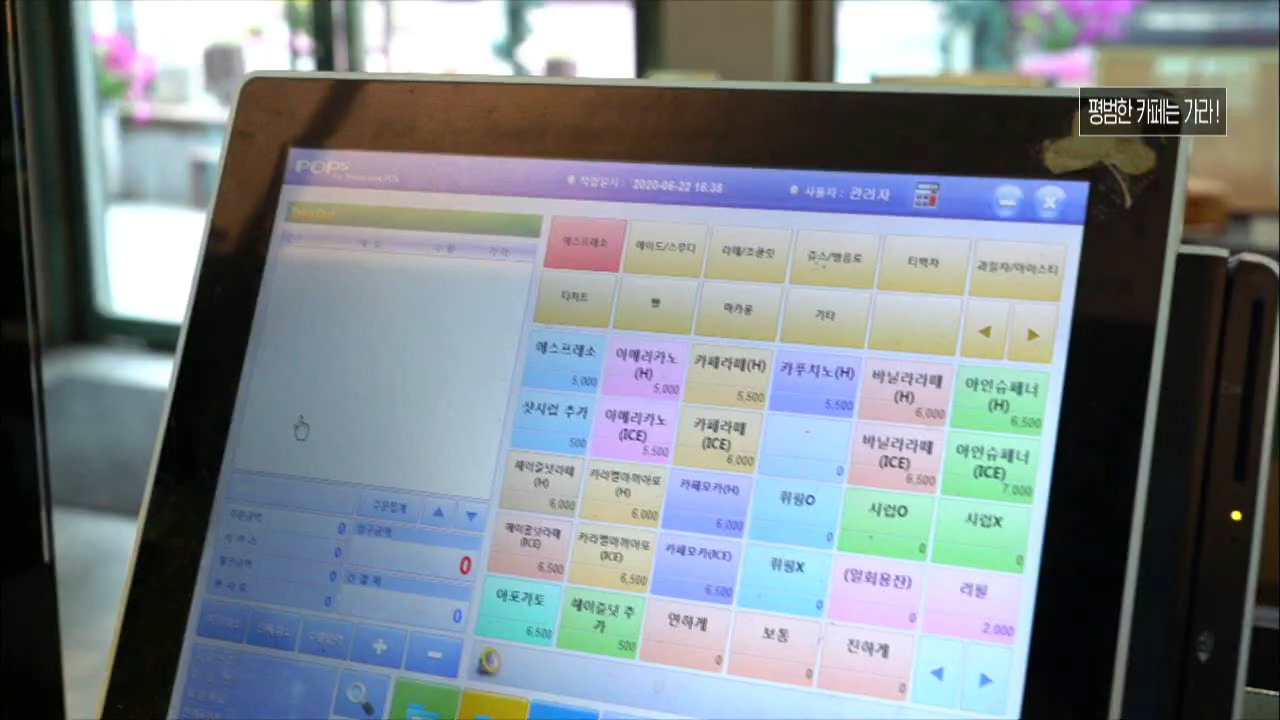 평범한 카페는 가라!
POPs
작업일시 : 2020-06-22 16:38
사용자 : 관리자
에스프레소
에이드/스무디
라떼/초콜릿
쥬스/병음료
티백차
과일차/아이스티
디저트
빵
마카롱
기타
에스프레소
5,000
아메리카노
(H)
5,000
카페라떼(H)
5,500
카푸치노(H)
5,500
바닐라라떼
(H)
6,000
아인슈페너
(H)
6,500
샷시럽 추가
500
아메리카노
(ICE)
5,500
카페라떼
(ICE)
6,000
-
0
바닐라라떼
(ICE)
6,500
아인슈페너
(ICE)
7,000
헤이즐넛라떼
(H)
6,000
카라멜마끼아또
(H)
6,000
카페모카(H)
6,000
휘핑O
0
시럽O
0
시럽X
0
헤이즐넛라떼
(ICE)
6,500
카라멜마끼아또
(ICE)
6,500
카페모카(ICE)
6,500
휘핑X
0
(일회용잔)
0
리필
2,000
아포가토
6,500
헤이즐넛 추
가
500
연하게
0
보통
0
진하게
0
주문금액
0
0
0
0
0
0